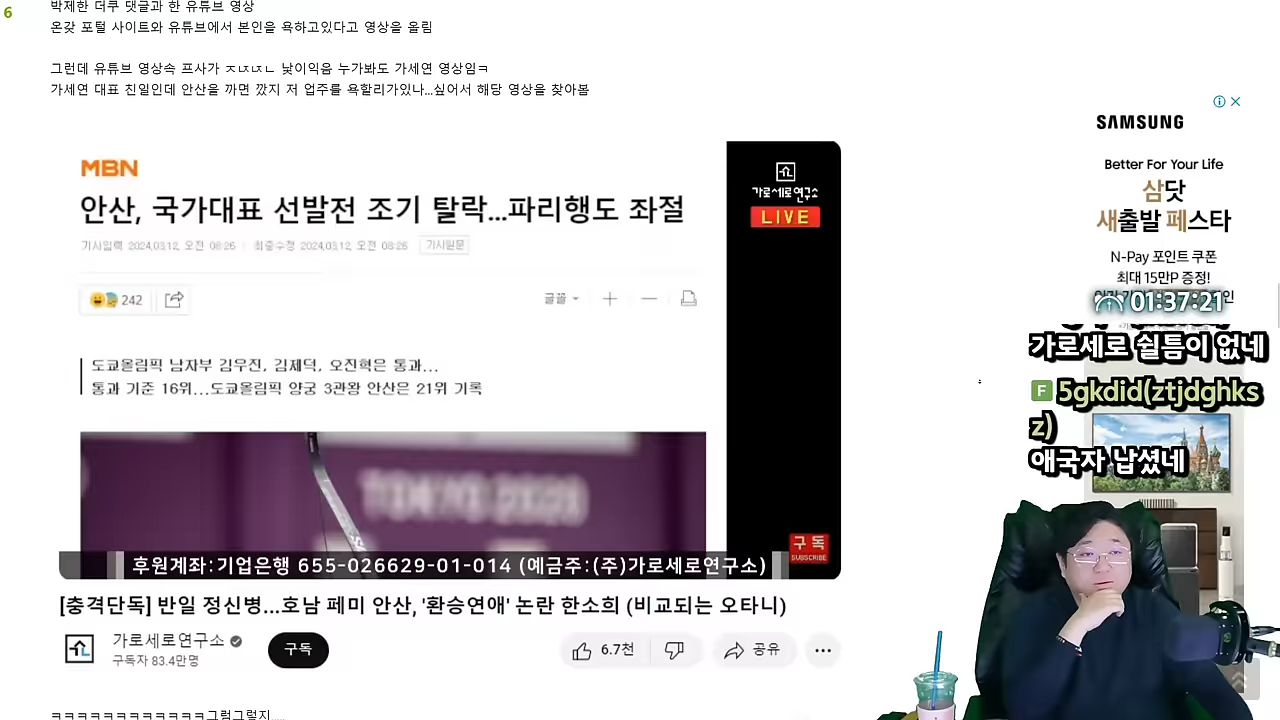 6
박제한 더쿠 댓글과 한 유튜브 영상
온갖 포털 사이트와 유튜브에서 본인을 욕하고있다고 영상을 올림
그런데 유튜브 영상속 프사가 ㅈㄴㄸㄴ 낯이익음 누가봐도 가세연 영상임ㅋ
가세연 대표 친일인데 안산을 까면 깠지 저 업주를 욕할리가있나...싶어서 해당 영상을 찾아봄
MBN
안산, 국가대표 선발전 조기 탈락...파리행도 좌절
기사입력 2024.03.12. 오전 08:26 최종수정 2024.03.12. 오전 08:26 기사원문
242
글꼴
도쿄올림픽 남자부 김우진, 김제덕, 오진혁은 통과...
통과 기준 16위...도쿄올림픽 양궁 3관왕 안산은 21위 기록
가로세로연구소
LIVE
TOKYO 2020
구독
SUBSCRIBE
후원계좌:기업은행 655-026629-01-014 (예금주:(주)가로세로연구소)
[충격단독] 반일 정신병...호남 페미 안산, '환승연애' 논란 한소희 (비교되는 오타니)
가로세로연구소
구독자 83.4만명
구독
6.7천
공유
ㅋㅋㅋㅋㅋㅋㅋㅋㅋㅋㅋㅋ그럼그렇지....
SAMSUNG
Better For Your Life
삼닷
새출발 페스타
N-Pay 포인트 쿠폰
최대 15만P 증정!
01:37:21
가로세로 쉴틈이 없네
F 5gkdid(ztjdghks
z)
애국자 납셨네